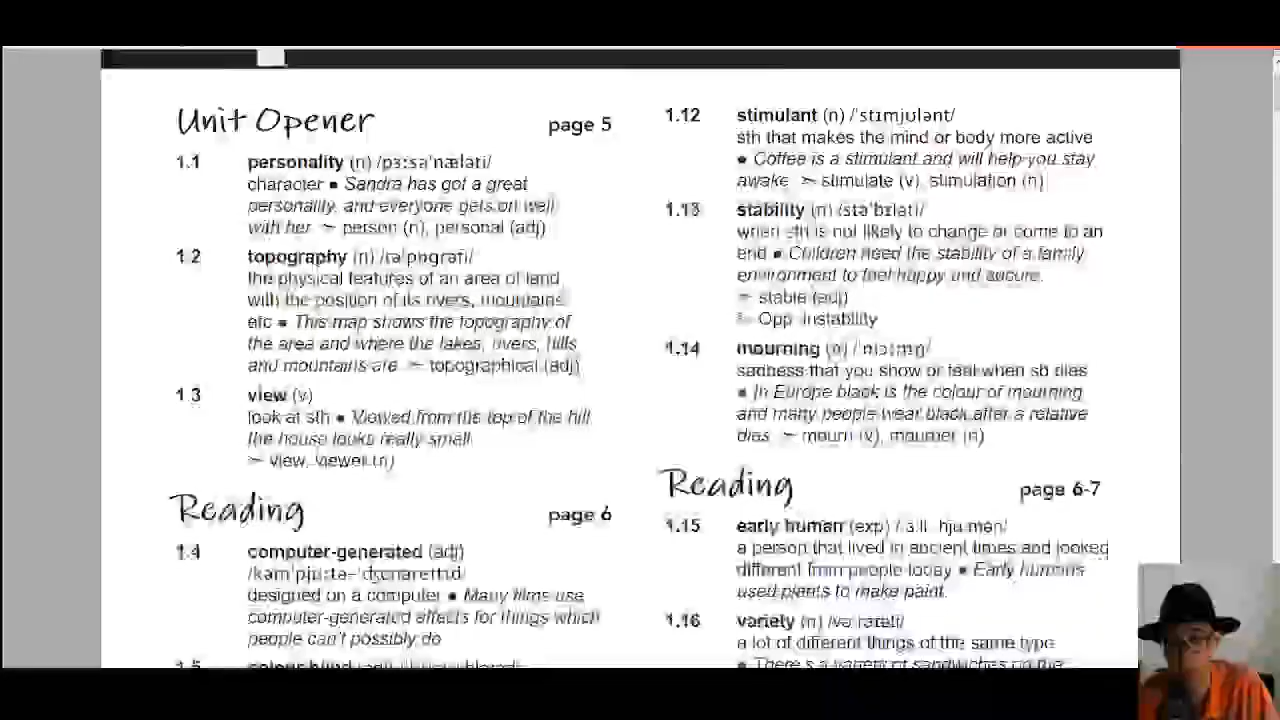 Unit Opener page 5
1.1 personality (n) /pɜːsəˈnæləti/
character ● Sandra has got a great
personality, and everyone gets on well
with her. ➣ person (n), personal (adj)
1.2 topography (n) /təˈpɒɡrəfi/
the physical features of an area of land
with the position of its rivers, mountains
etc ● This map shows the topography of
the area and where the lakes, rivers, hills
and mountains are. ➣ topographical (adj)
1.3 view (v)
look at sth ● Viewed from the top of the hill
the house looks really small.
➣ view, viewer (n)
Reading page 6
1.4 computer-generated (adj)
designed on a computer ● Many films use
computer-generated effects for things which
people can't possibly do
1.5 colour blind
1.12 stimulant (n) /ˈstɪmjʊlənt/
sth that makes the mind or body more active
● Coffee is a stimulant and will help you stay
awake. ➣ stimulate (v), stimulation (n)
1.13 stability (n) /stəˈbɪləti/
when sth is not likely to change or come to an
end ● Children need the stability of a family
environment to feel happy and secure.
➣ stable (adj)
Opp: instability
1.14 mourning (n) /ˈmɔːnɪŋ/
sadness that you show or feel when sb dies
● In Europe black is the colour of mourning
and many people wear black after a relative
dies. ➣ mourn (v), mourner (n)
Reading page 6-7
1.15 early human (exp)
a person that lived in ancient times and looked
different from people today ● Early humans
used plants to make paint.
1.16 variety (n)
a lot of different things of the same type
● There's a variety of sandwiches on the